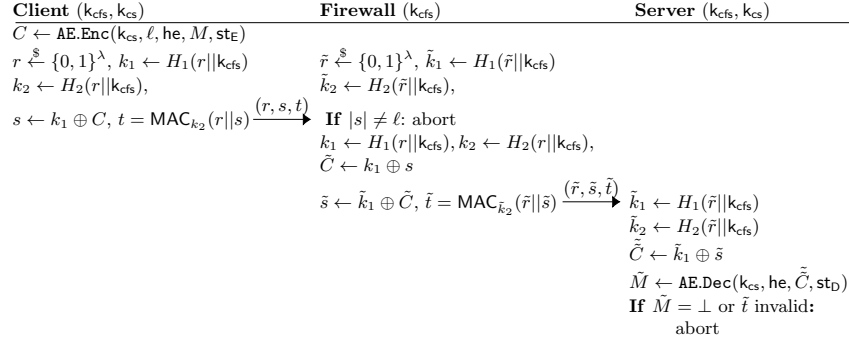 Client (k_cfs, k_cs) Firewall (k_cfs) Server (k_cfs, k_cs)
C ← AE.Enc(k_cs, ℓ, he, M, st_E)
r ←$ {0,1}^λ, k_1 ← H_1(r||k_cfs) r̃ ←$ {0,1}^λ, k̃_1 ← H_1(r̃||k_cfs)
k_2 ← H_2(r||k_cfs), k̃_2 ← H_2(r̃||k_cfs),
s ← k_1 ⊕ C, t = MAC_{k_2}(r||s) (r, s, t) If |s| ≠ ℓ: abort
k_1 ← H_1(r||k_cfs), k_2 ← H_2(r||k_cfs),
C̃ ← k_1 ⊕ s
s̃ ← k̃_1 ⊕ C̃, t̃ = MAC_{k̃_2}(r̃||s̃) (r̃, s̃, t̃) k̃_1 ← H_1(r̃||k_cfs)
k̃_2 ← H_2(r̃||k_cfs)
C̃̃ ← k̃_1 ⊕ s̃
M̃ ← AE.Dec(k_cs, he, C̃̃, st_D)
If M̃ = ⊥ or t̃ invalid:
abort